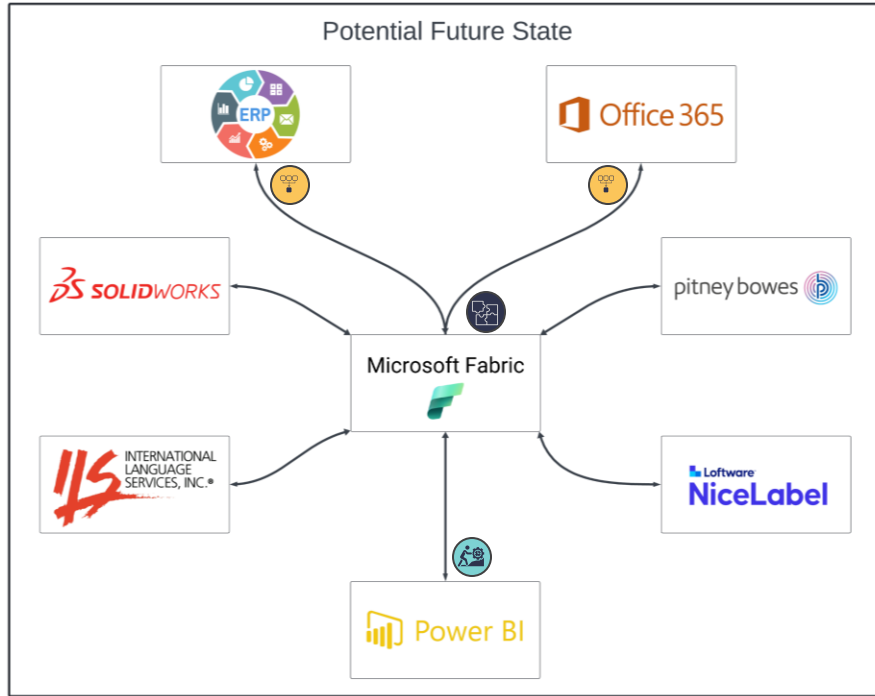 Potential Future State
ERP
Office 365
SOLIDWORKS
pitney bowes
Microsoft Fabric
ILS INTERNATIONAL
LANGUAGE
SERVICES, INC.®
Loftware
NiceLabel
Power BI